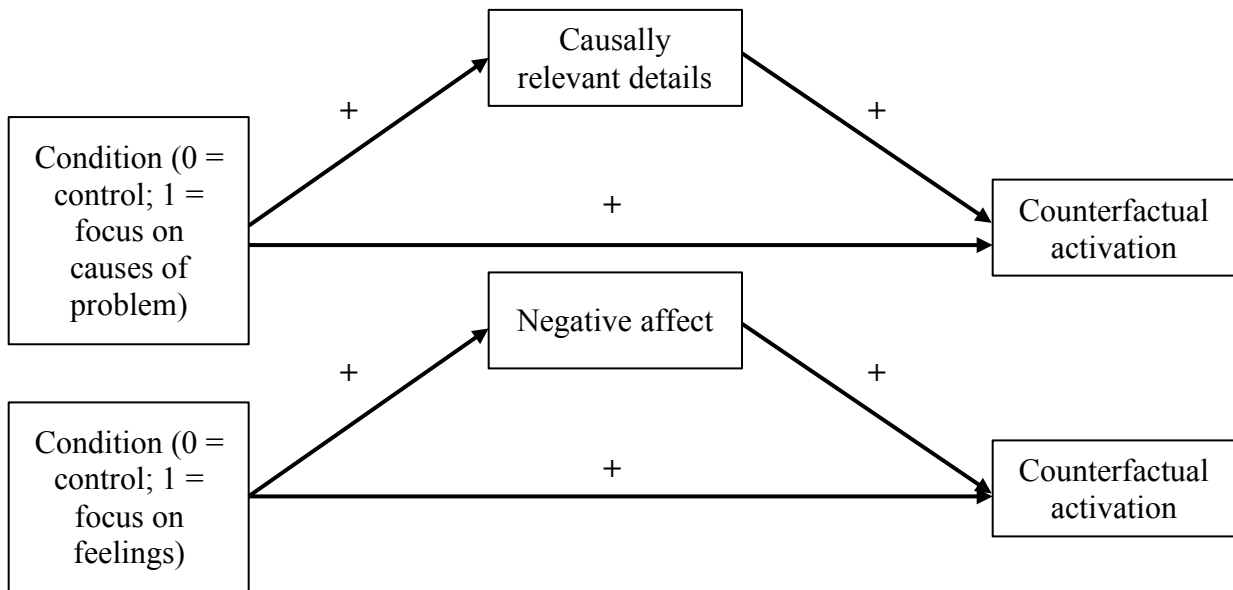 Causally
relevant details
+
+
Condition (0 =
control; 1 =
focus on
causes of
problem)
+
Counterfactual
activation
Negative affect
+
+
Condition (0 =
control; 1 =
focus on
feelings)
+
Counterfactual
activation